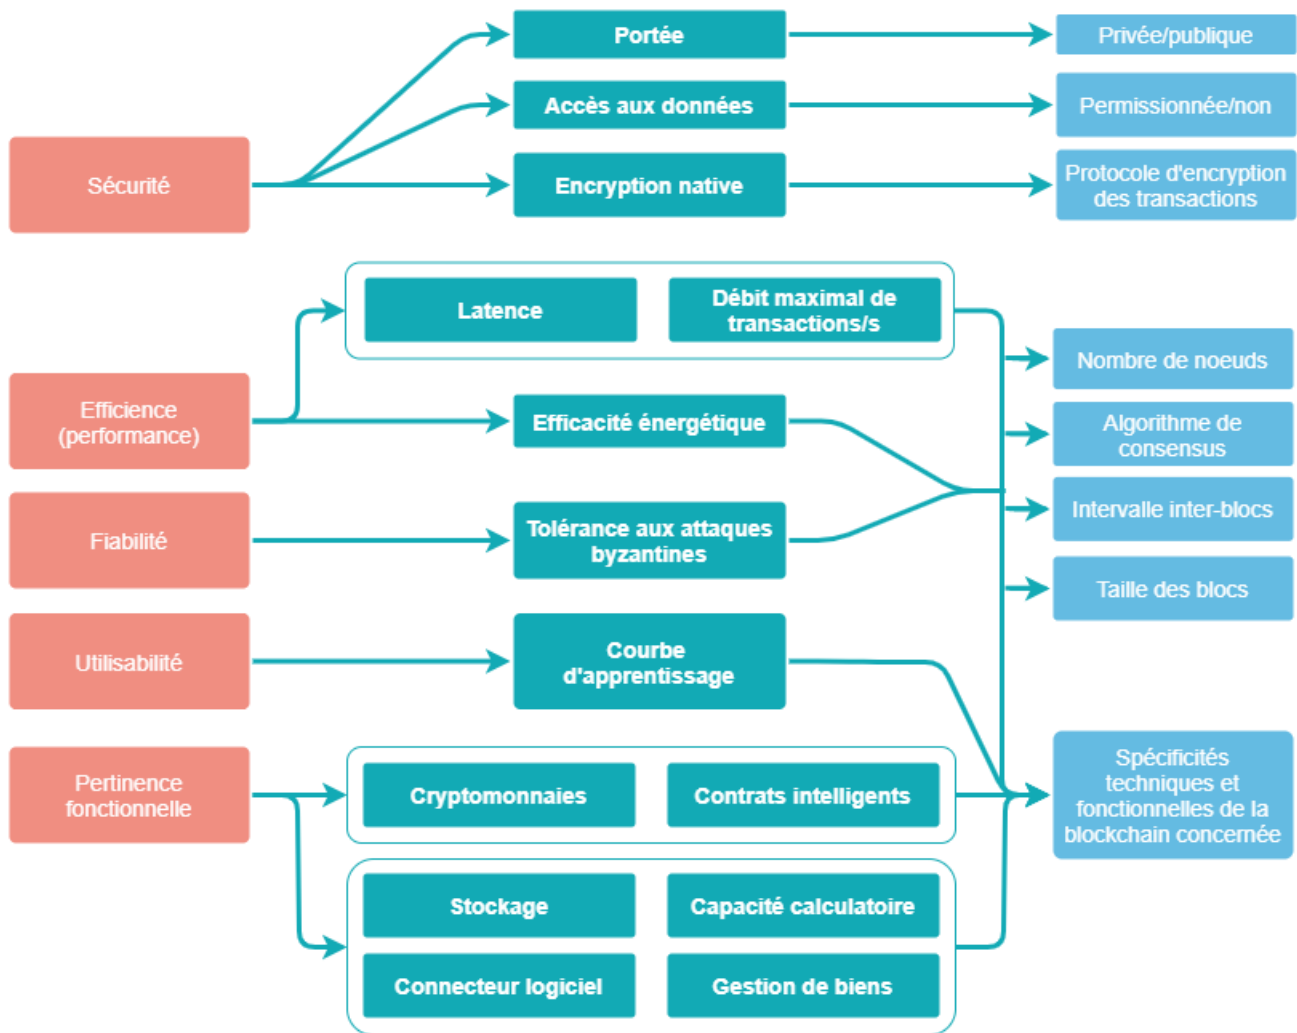 Portée
Privée/publique
Accès aux données
Permissionnée/non
Sécurité
Encryption native
Protocole d'encryption
des transactions
Latence
Débit maximal de
transactions/s
Nombre de noeuds
Efficience
(performance)
Efficacité énergétique
Algorithme de
consensus
Intervalle inter-blocs
Fiabilité
Tolérance aux attaques
byzantines
Taille des blocs
Utilisabilité
Courbe
d'apprentissage
Pertinence
fonctionnelle
Cryptomonnaies
Contrats intelligents
Spécificités
techniques et
fonctionnelles de la
blockchain concernée
Stockage
Capacité calculatoire
Connecteur logiciel
Gestion de biens